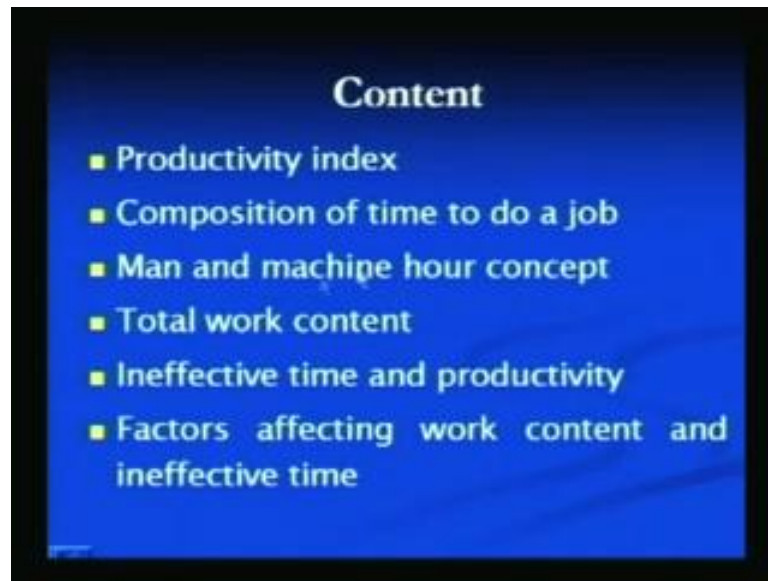 Content
Productivity index
Composition of time to do a job
Man and machine hour concept
Total work content
Ineffective time and productivity
Factors affecting work content and
ineffective time